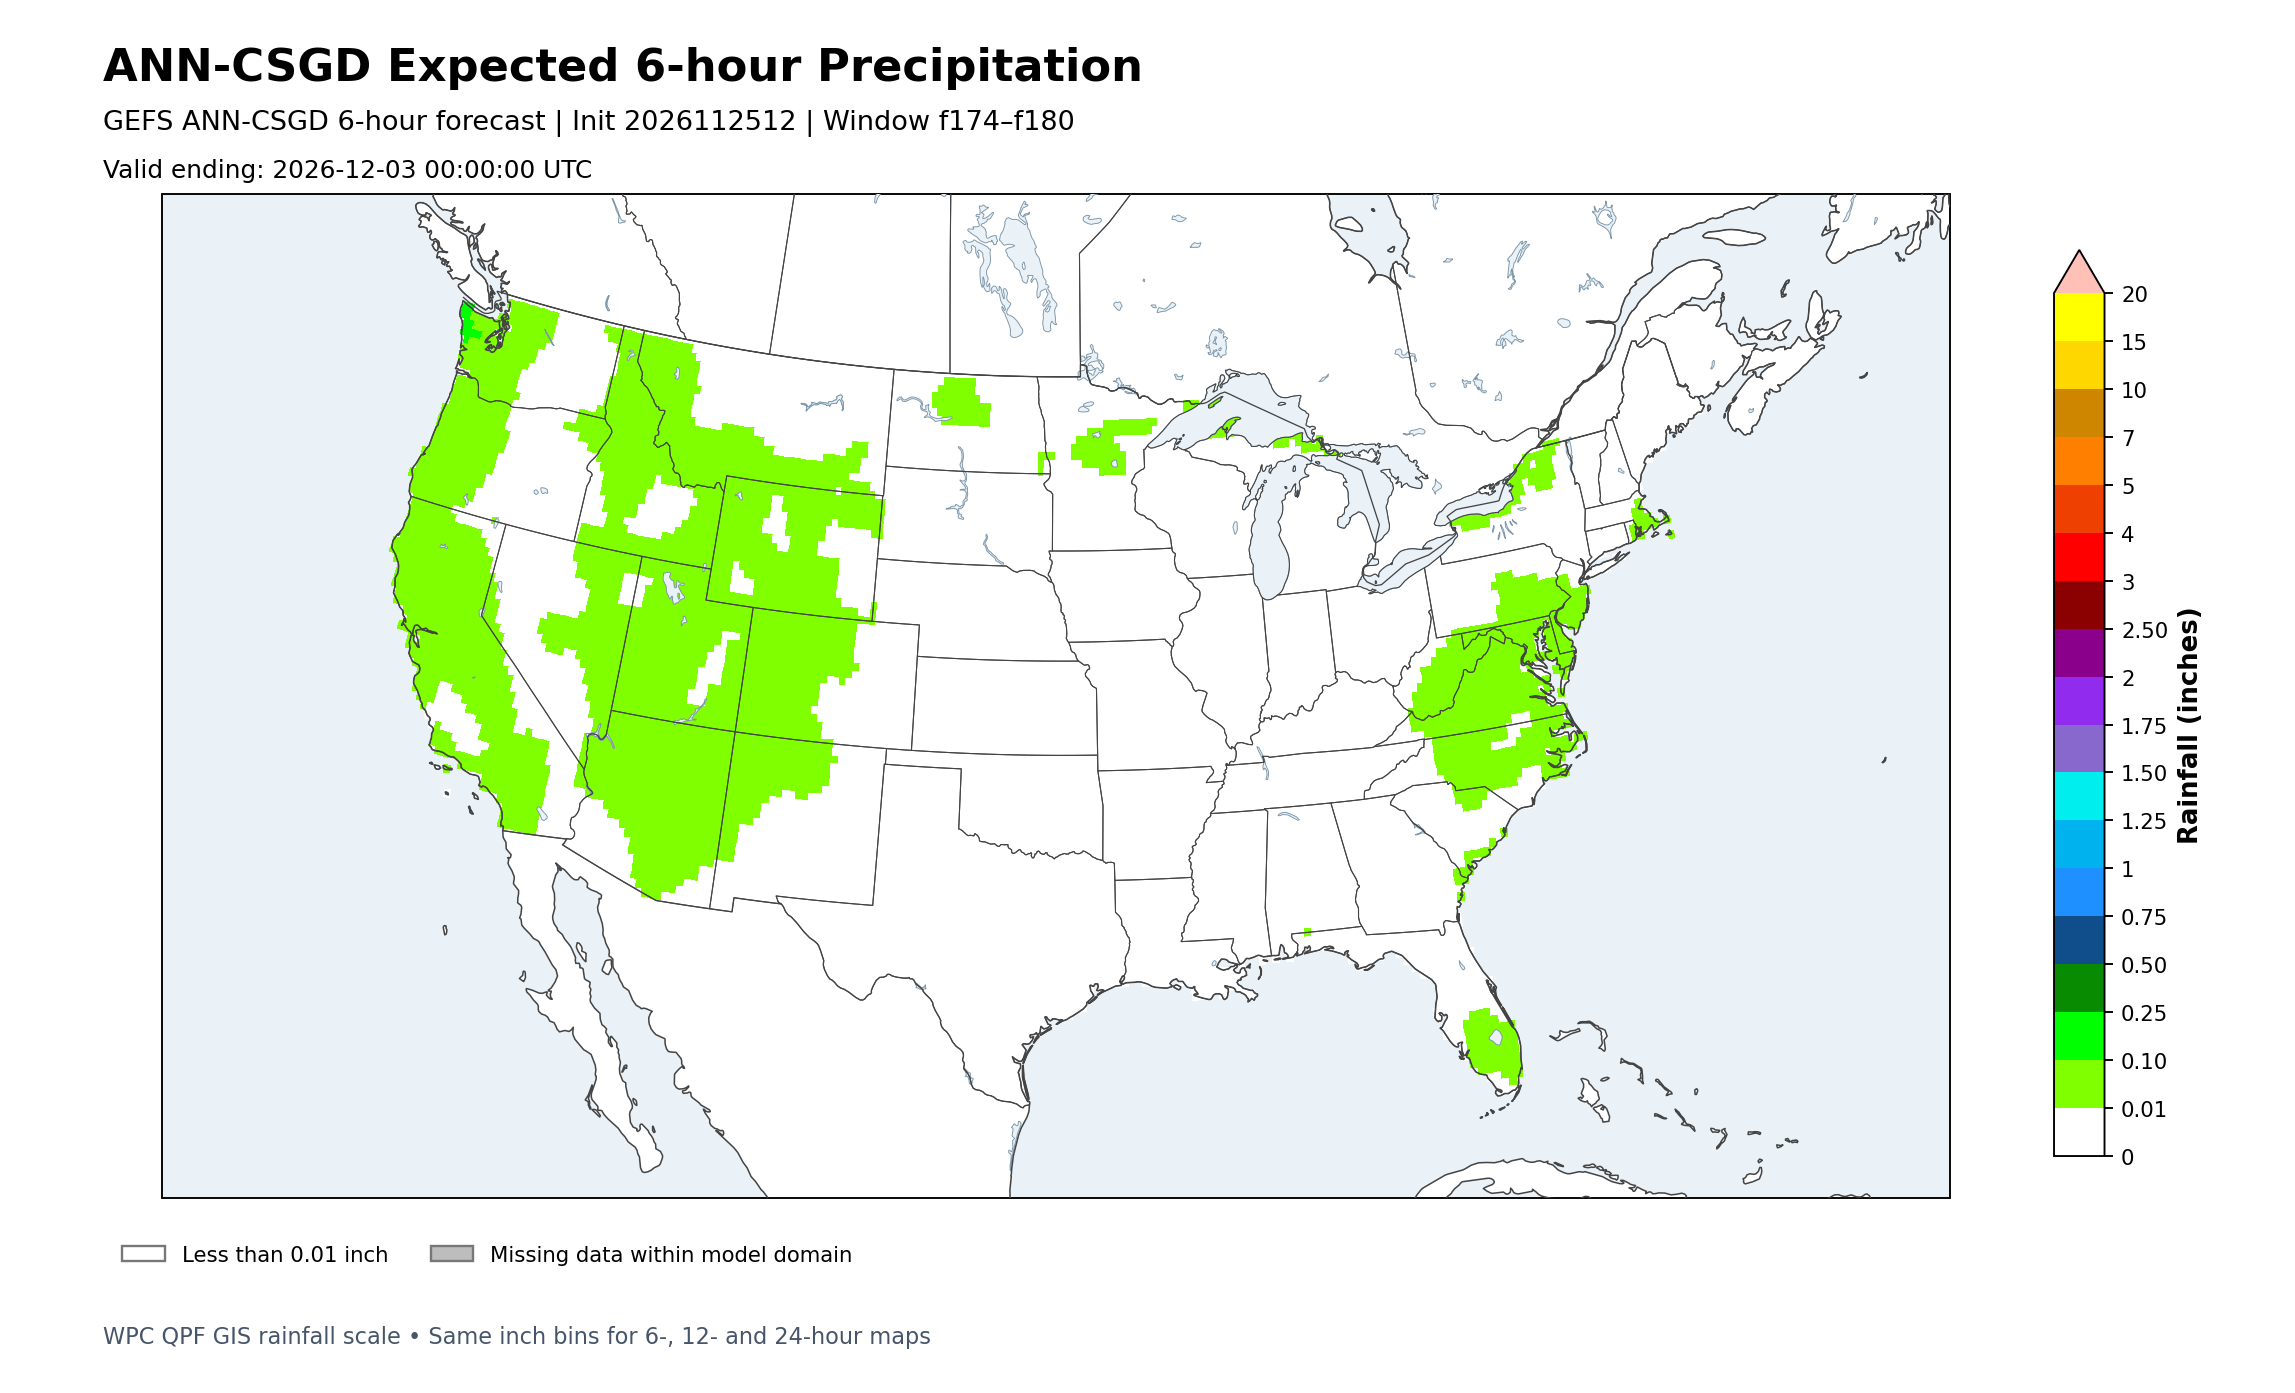 ANN-CSGD Expected 6-hour Precipitation
GEFS ANN-CSGD 6-hour forecast | Init 2026112512 | Window f174–f180
Valid ending: 2026-12-03 00:00:00 UTC
20
15
10
7
5
4
3
2.50
2
1.75
1.50
1.25
1
0.75
0.50
0.25
0.10
0.01
0
Rainfall (inches)
Less than 0.01 inch
Missing data within model domain
WPC QPF GIS rainfall scale • Same inch bins for 6-, 12- and 24-hour maps